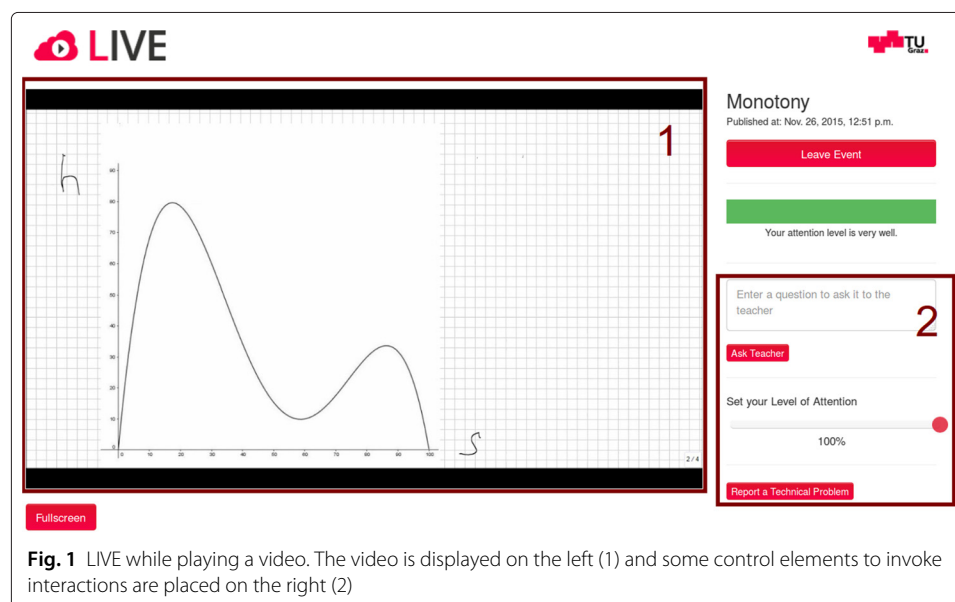 LIVE
TU
Graz
1
h
90
80
70
60
50
40
30
20
10
0
0 10 20 30 40 50 60 70 80 90 100
s
2 / 4
Monotony
Published at: Nov. 26, 2015, 12:51 p.m.
Leave Event
Your attention level is very well.
Enter a question to ask it to the
teacher
2
Ask Teacher
Set your Level of Attention
100%
Report a Technical Problem
Fullscreen
Fig. 1 LIVE while playing a video. The video is displayed on the left (1) and some control elements to invoke
interactions are placed on the right (2)